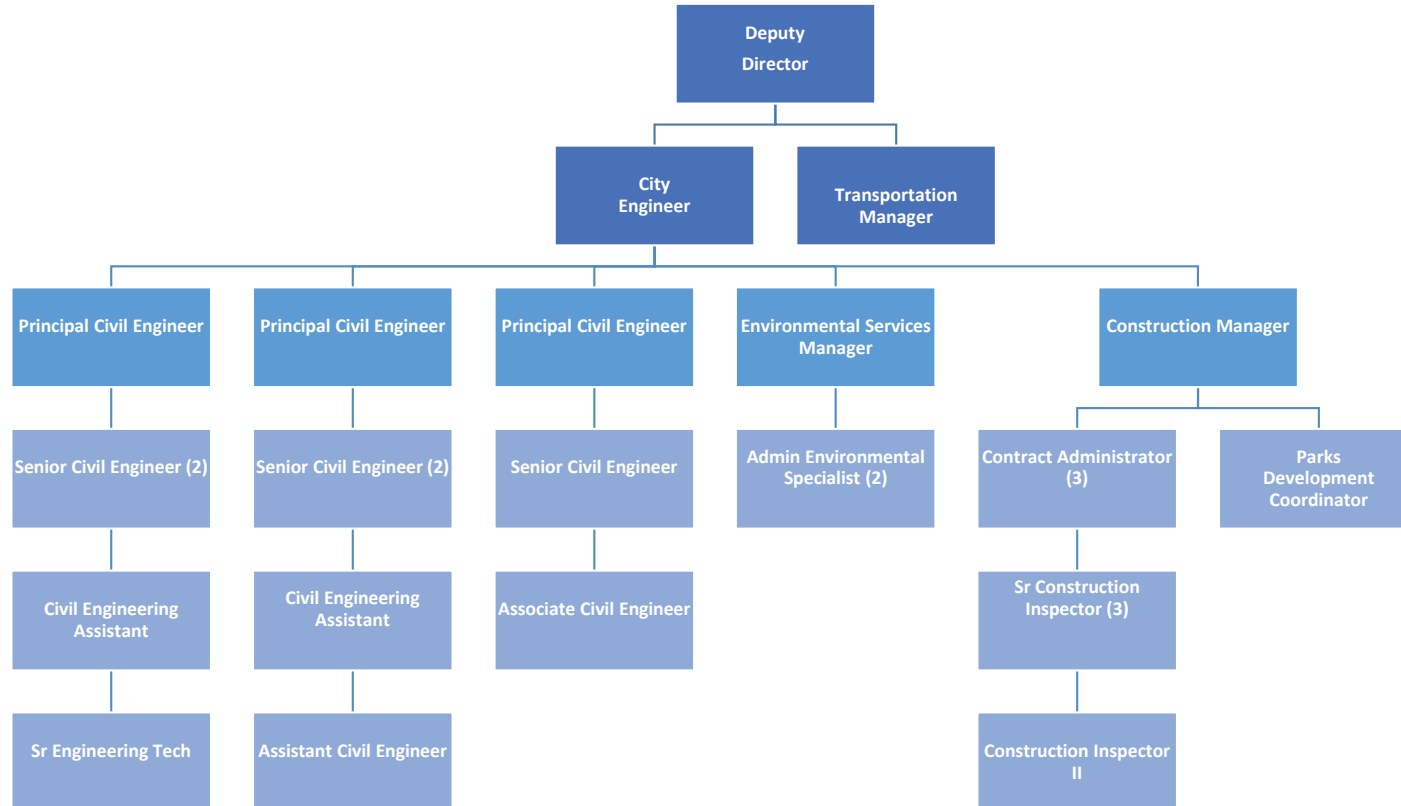 Deputy
Director
City
Engineer
Transportation
Manager
Principal Civil Engineer
Principal Civil Engineer
Principal Civil Engineer
Environmental Services
Manager
Construction Manager
Senior Civil Engineer (2)
Senior Civil Engineer (2)
Senior Civil Engineer
Admin Environmental
Specialist (2)
Contract Administrator
(3)
Parks
Development
Coordinator
Civil Engineering
Assistant
Civil Engineering
Assistant
Associate Civil Engineer
Sr Construction
Inspector (3)
Sr Engineering Tech
Assistant Civil Engineer
Construction Inspector
II